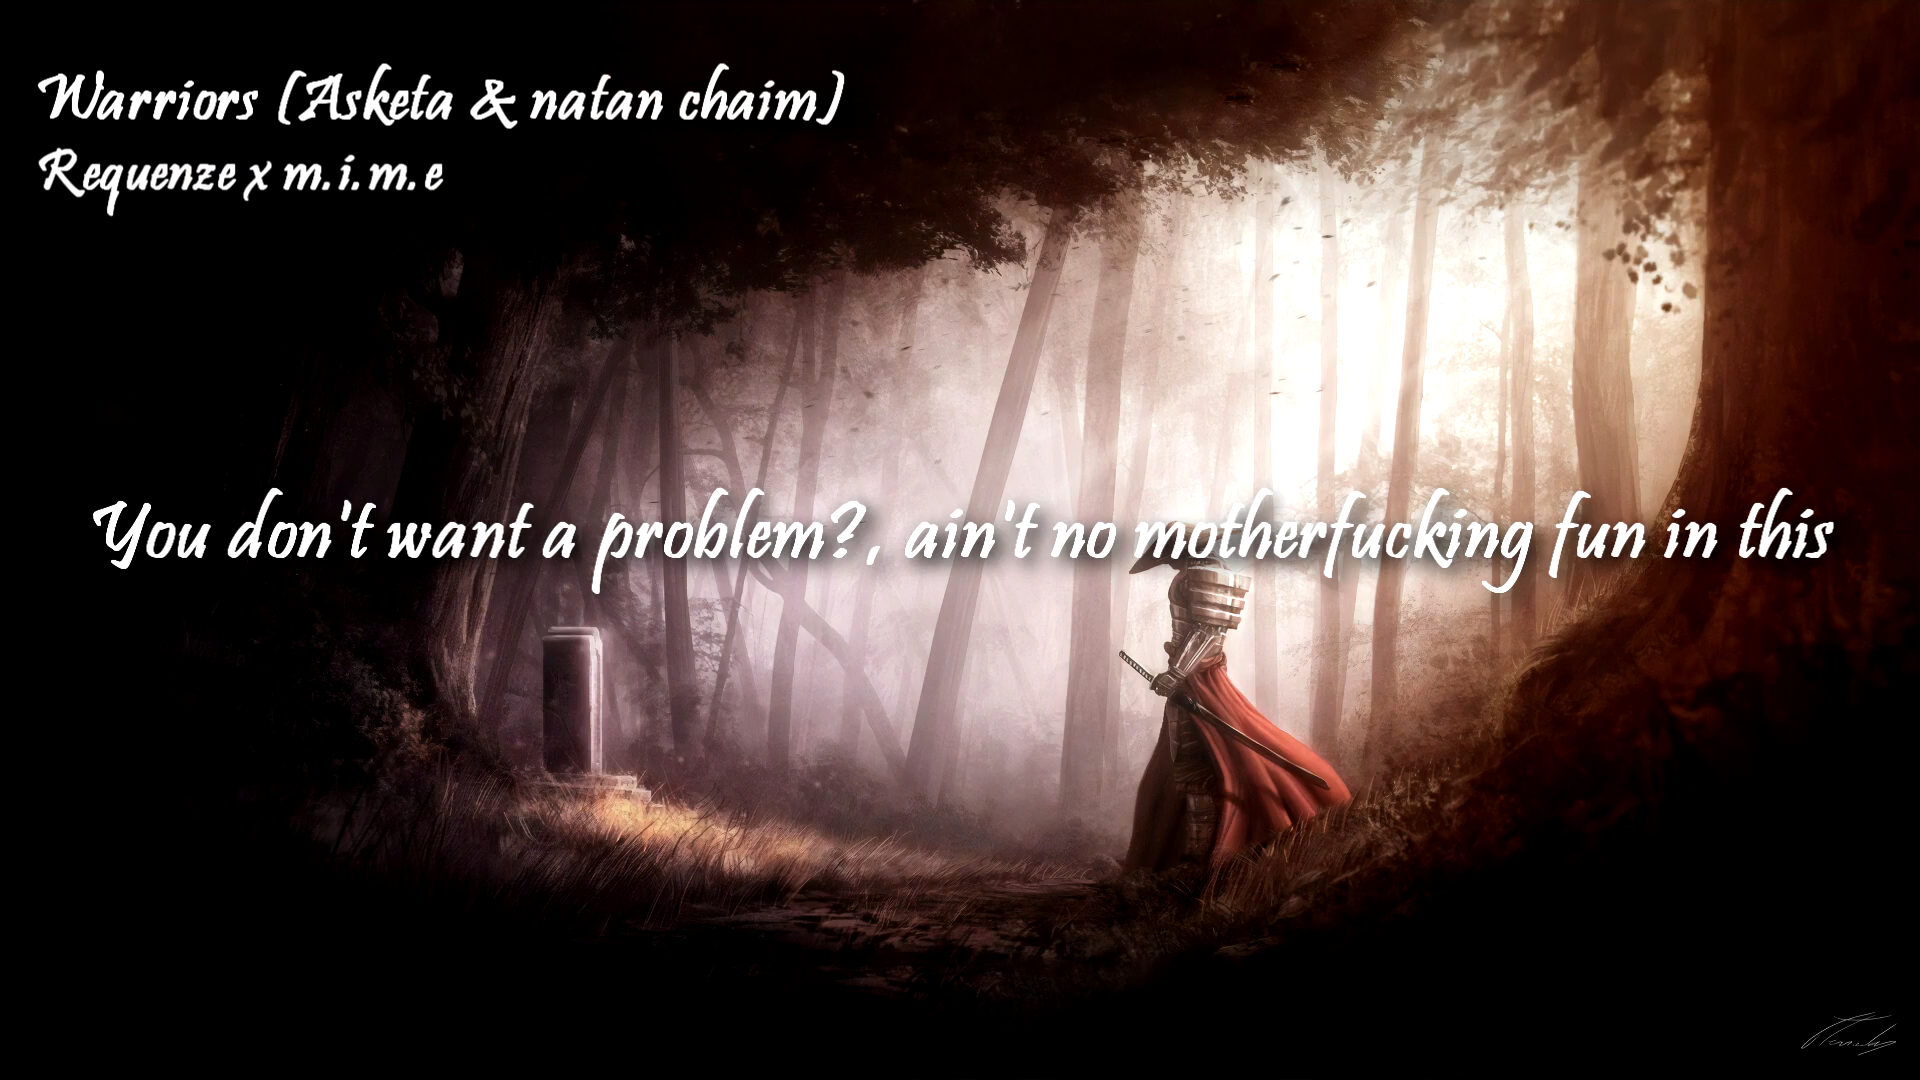 Warriors (Asketa & natan chaim)
Requenze x m.i.m.e
You don't want a problem?, ain't no motherfucking fun in this